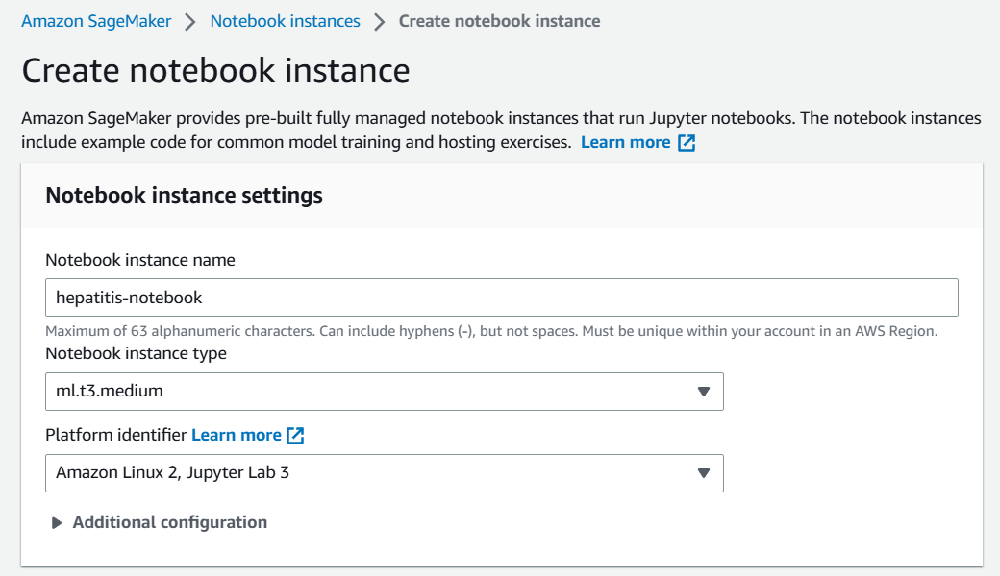 Amazon SageMaker > Notebook instances > Create notebook instance
Create notebook instance
Amazon SageMaker provides pre-built fully managed notebook instances that run Jupyter notebooks. The notebook instances
include example code for common model training and hosting exercises. Learn more
Notebook instance settings
Notebook instance name
hepatitis-notebook
Maximum of 63 alphanumeric characters. Can include hyphens (-), but not spaces. Must be unique within your account in an AWS Region.
Notebook instance type
ml.t3.medium
Platform identifier Learn more
Amazon Linux 2, Jupyter Lab 3
Additional configuration